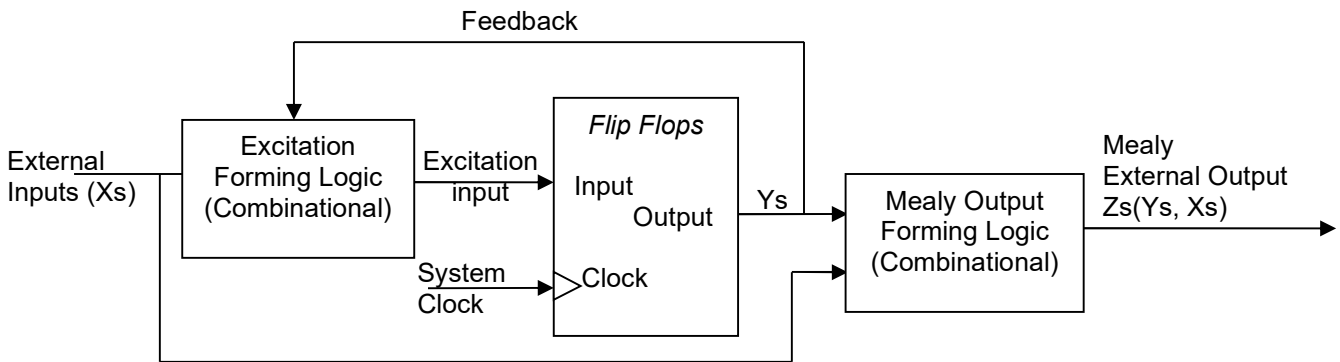 Feedback
External
Inputs (Xs)
Excitation
Forming Logic
(Combinational)
Excitation
input
Flip Flops
Input
Output
System
Clock
Clock
Ys
Mealy Output
Forming Logic
(Combinational)
Mealy
External Output
Zs(Ys, Xs)